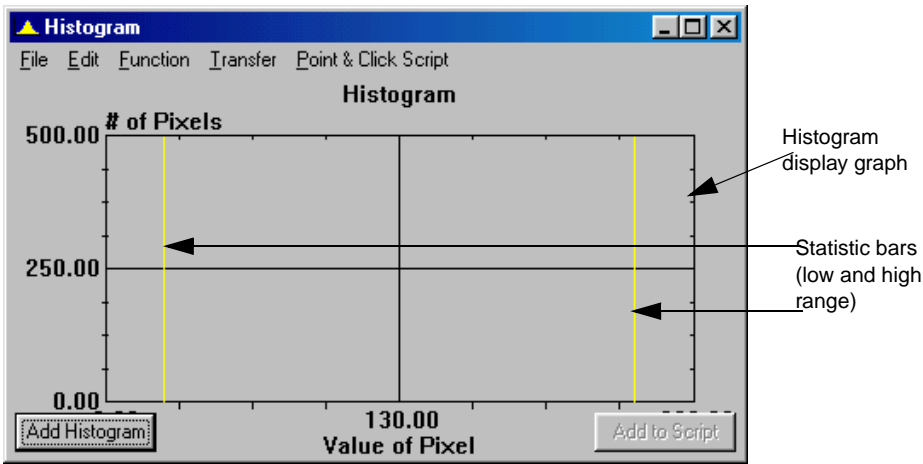 Histogram
File Edit Function Transfer Point & Click Script
Histogram
# of Pixels
500.00
250.00
0.00
130.00
Value of Pixel
Add Histogram
Add to Script
Histogram
display graph
Statistic bars
(low and high
range)